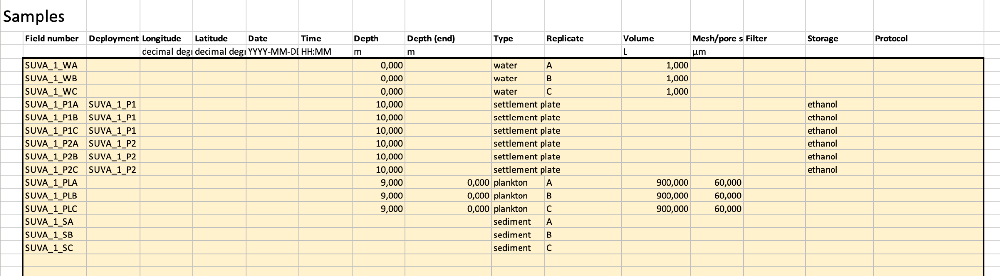 Samples
Field number Deployment Longitude Latitude Date Time Depth Depth (end) Type Replicate Volume Mesh/pore s Filter Storage Protocol
decimal degr decimal degr YYYY-MM-DD HH:MM m m L µm
SUVA_1_WA 0,000 water A 1,000
SUVA_1_WB 0,000 water B 1,000
SUVA_1_WC 0,000 water C 1,000
SUVA_1_P1A SUVA_1_P1 10,000 settlement plate ethanol
SUVA_1_P1B SUVA_1_P1 10,000 settlement plate ethanol
SUVA_1_P1C SUVA_1_P1 10,000 settlement plate ethanol
SUVA_1_P2A SUVA_1_P2 10,000 settlement plate ethanol
SUVA_1_P2B SUVA_1_P2 10,000 settlement plate ethanol
SUVA_1_P2C SUVA_1_P2 10,000 settlement plate ethanol
SUVA_1_PLA 9,000 0,000 plankton A 900,000 60,000
SUVA_1_PLB 9,000 0,000 plankton B 900,000 60,000
SUVA_1_PLC 9,000 0,000 plankton C 900,000 60,000
SUVA_1_SA sediment A
SUVA_1_SB sediment B
SUVA_1_SC sediment C